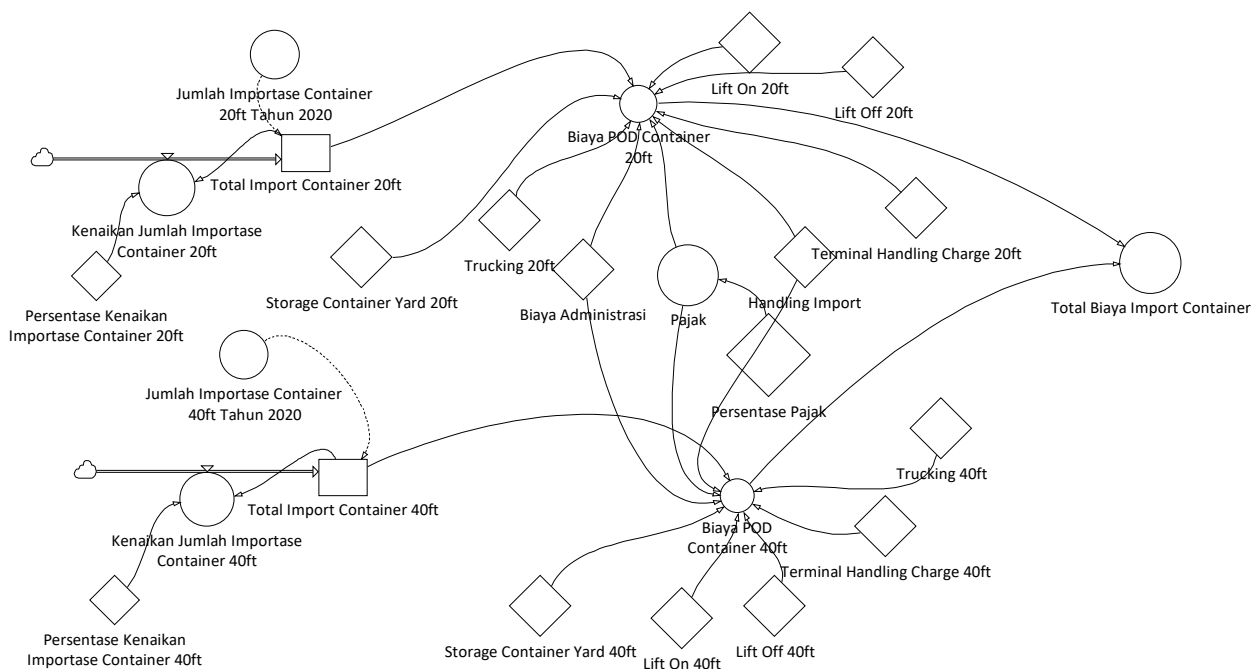 Jumlah Importase Container
20ft Tahun 2020
Total Import Container 20ft
Kenaikan Jumlah Importase
Container 20ft
Persentase Kenaikan
Importase Container 20ft
Lift On 20ft
Lift Off 20ft
Biaya POD Container
20ft
Storage Container Yard 20ft
Trucking 20ft
Biaya Administrasi
Pajak
Handling Import
Terminal Handling Charge 20ft
Total Biaya Import Container
Persentase Pajak
Jumlah Importase Container
40ft Tahun 2020
Total Import Container 40ft
Kenaikan Jumlah Importase
Container 40ft
Persentase Kenaikan
Importase Container 40ft
Trucking 40ft
Biaya POD
Container 40ft
Terminal Handling Charge 40ft
Storage Container Yard 40ft
Lift On 40ft
Lift Off 40ft